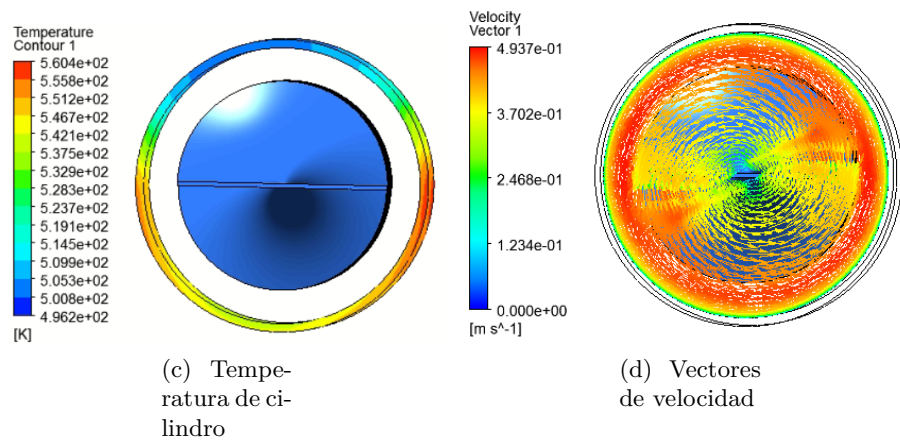 Temperature
Contour 1
5.604e+02
5.558e+02
5.512e+02
5.467e+02
5.421e+02
5.375e+02
5.329e+02
5.283e+02
5.237e+02
5.191e+02
5.145e+02
5.099e+02
5.053e+02
5.008e+02
4.962e+02
[K]
Velocity
Vector 1
4.937e-01
3.702e-01
2.468e-01
1.234e-01
0.000e+00
[m s^-1]
(c) Tempe-
ratura de ci-
lindro
(d) Vectores
de velocidad